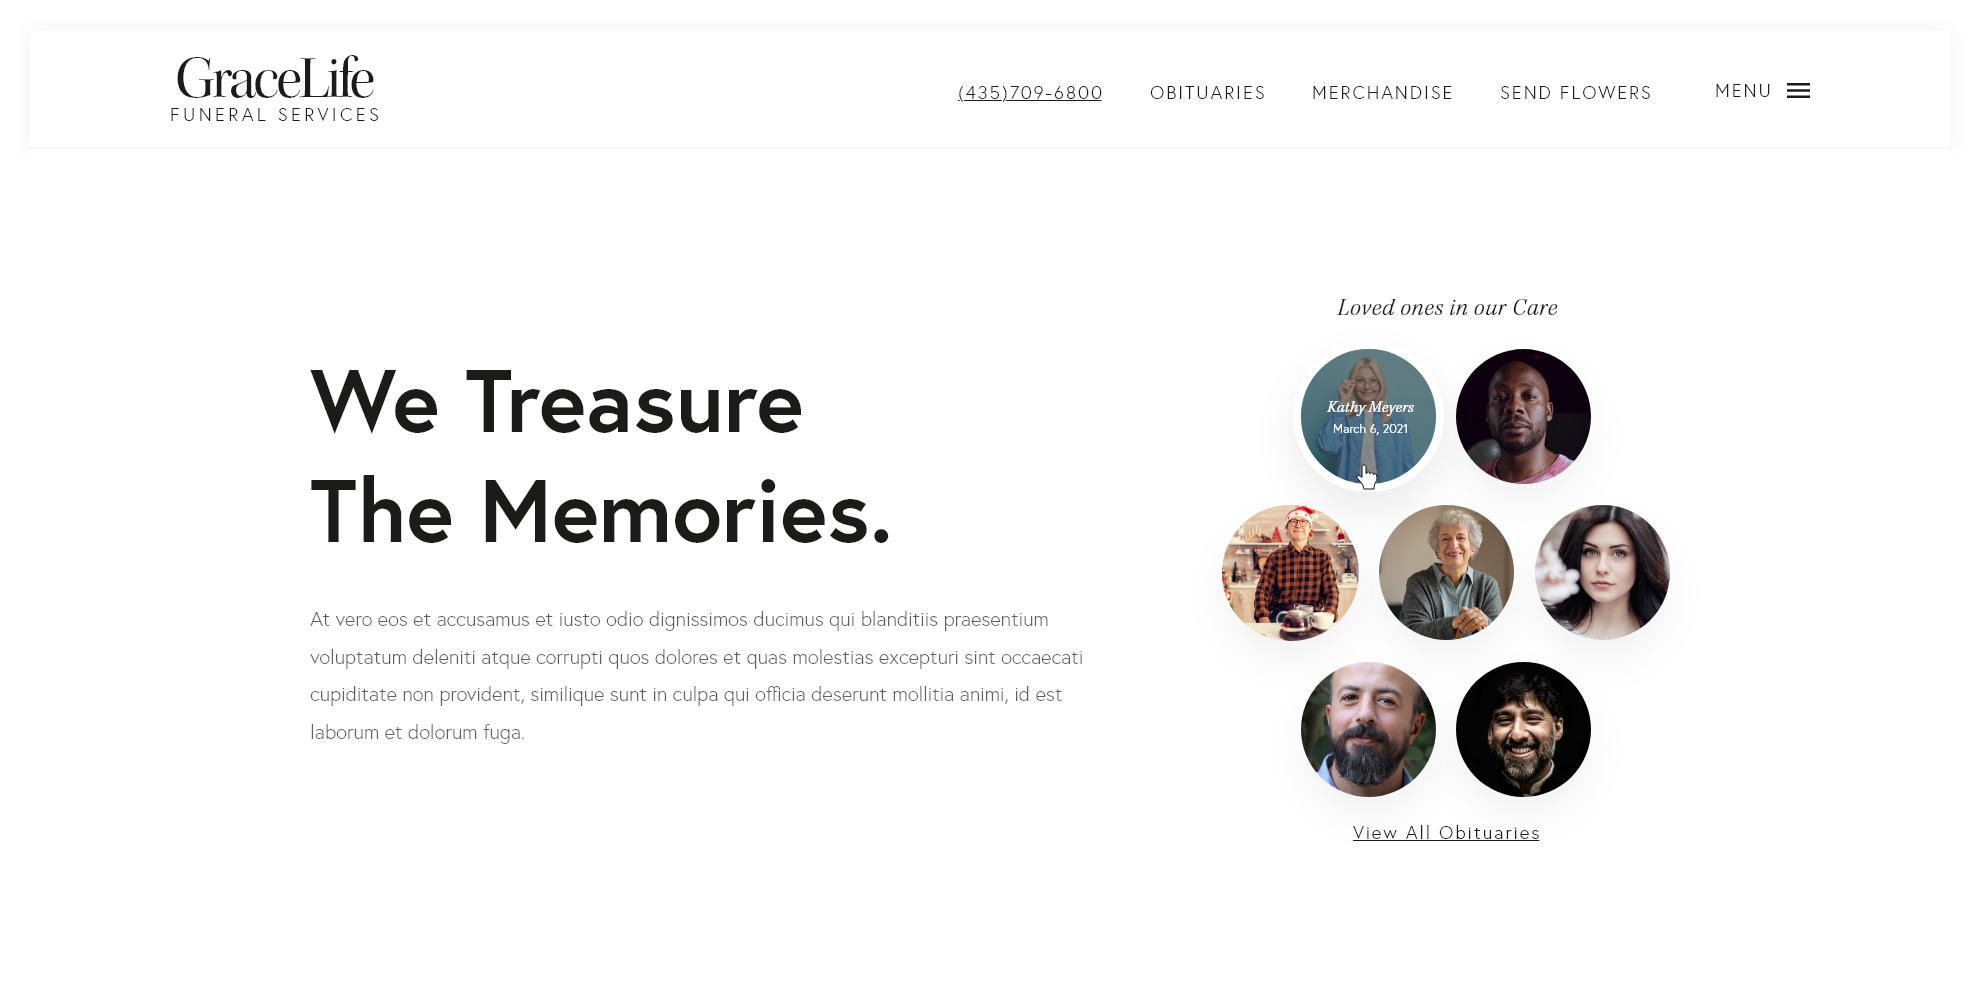 GraceLife
FUNERAL SERVICES
(435)709-6800
OBITUARIES
MERCHANDISE
SEND FLOWERS
MENU
We Treasure
The Memories.
At vero eos et accusamus et iusto odio dignissimos ducimus qui blanditiis praesentium
voluptatum deleniti atque corrupti quos dolores et quas molestias excepturi sint occaecati
cupiditate non provident, similique sunt in culpa qui officia deserunt mollitia animi, id est
laborum et dolorum fuga.
Loved ones in our Care
Kathy Meyers
March 6, 2021
View All Obituaries